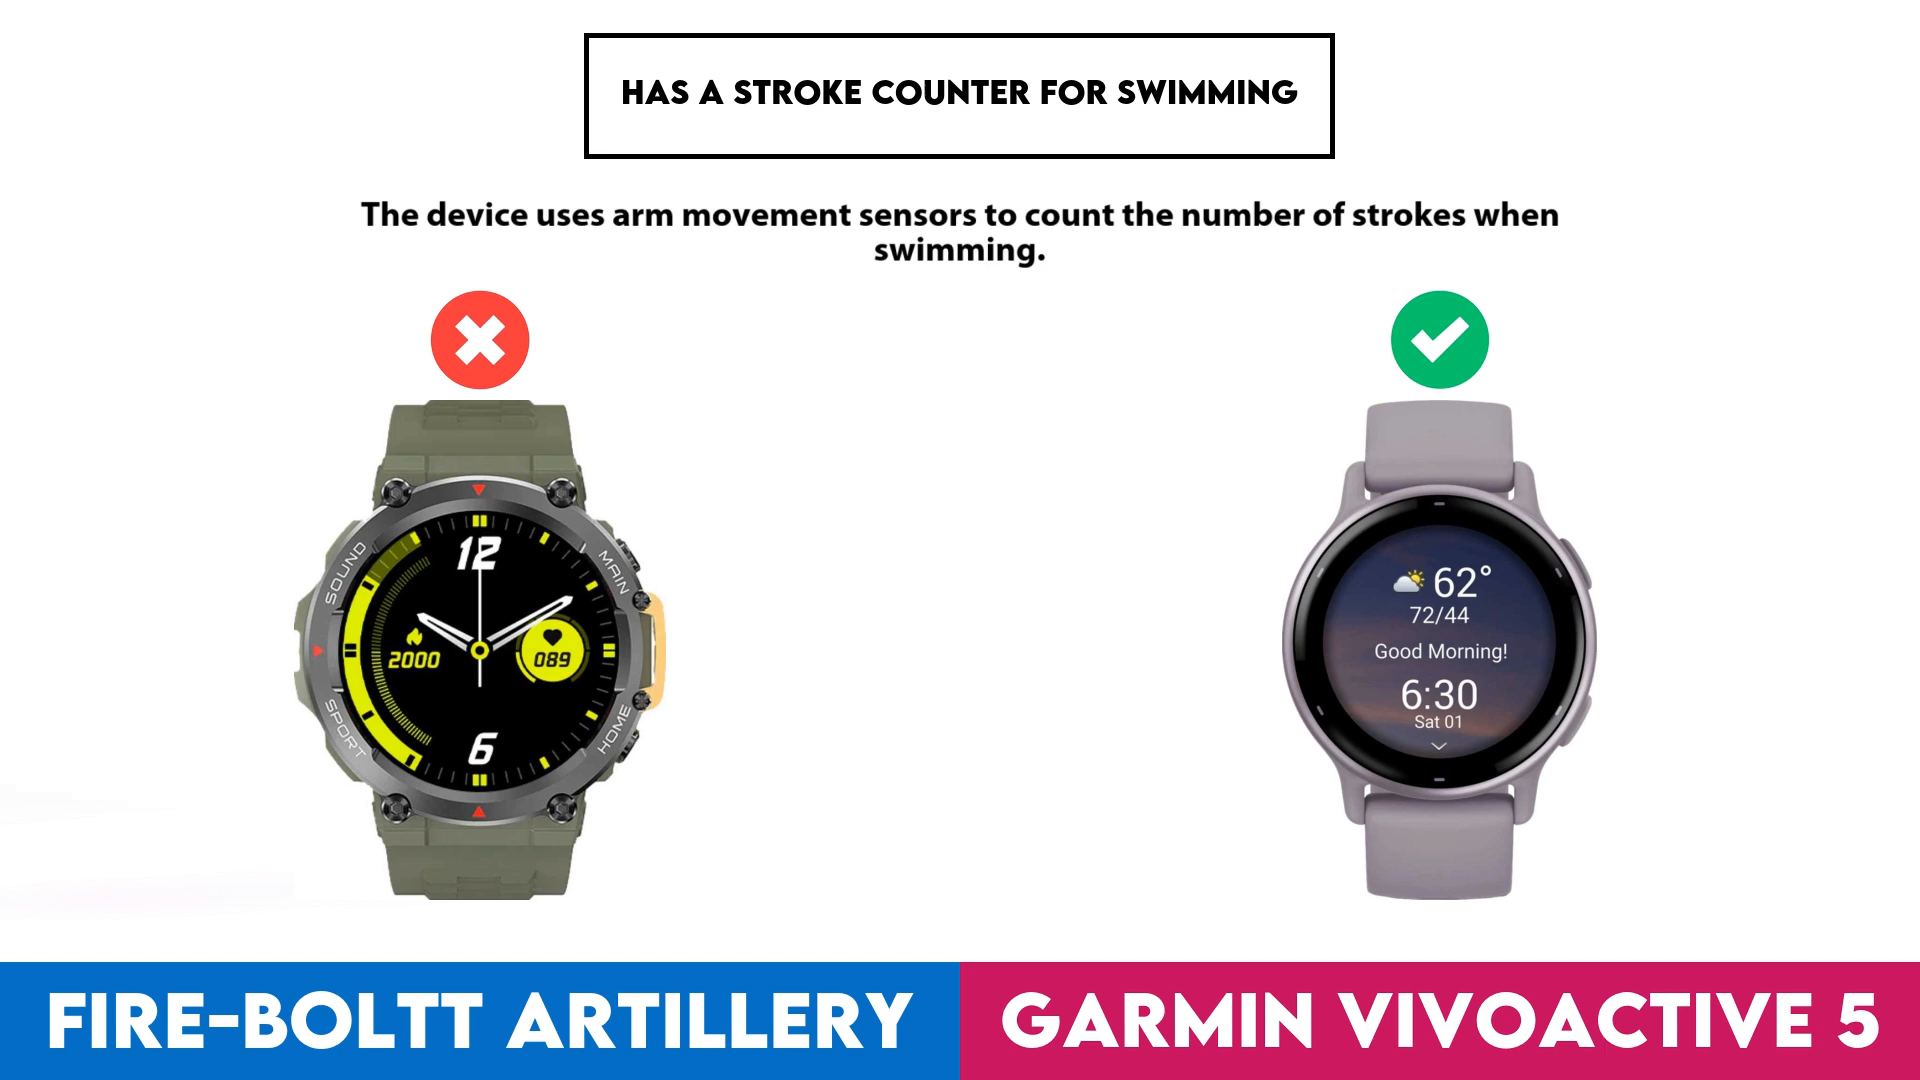 HAS A STROKE COUNTER FOR SWIMMING
The device uses arm movement sensors to count the number of strokes when
swimming.
SOUND
MAIN
SPORT
HOME
12
2000
089
6
62°
72/44
Good Morning!
6:30
Sat 01
FIRE-BOLTT ARTILLERY
GARMIN VIVOACTIVE 5